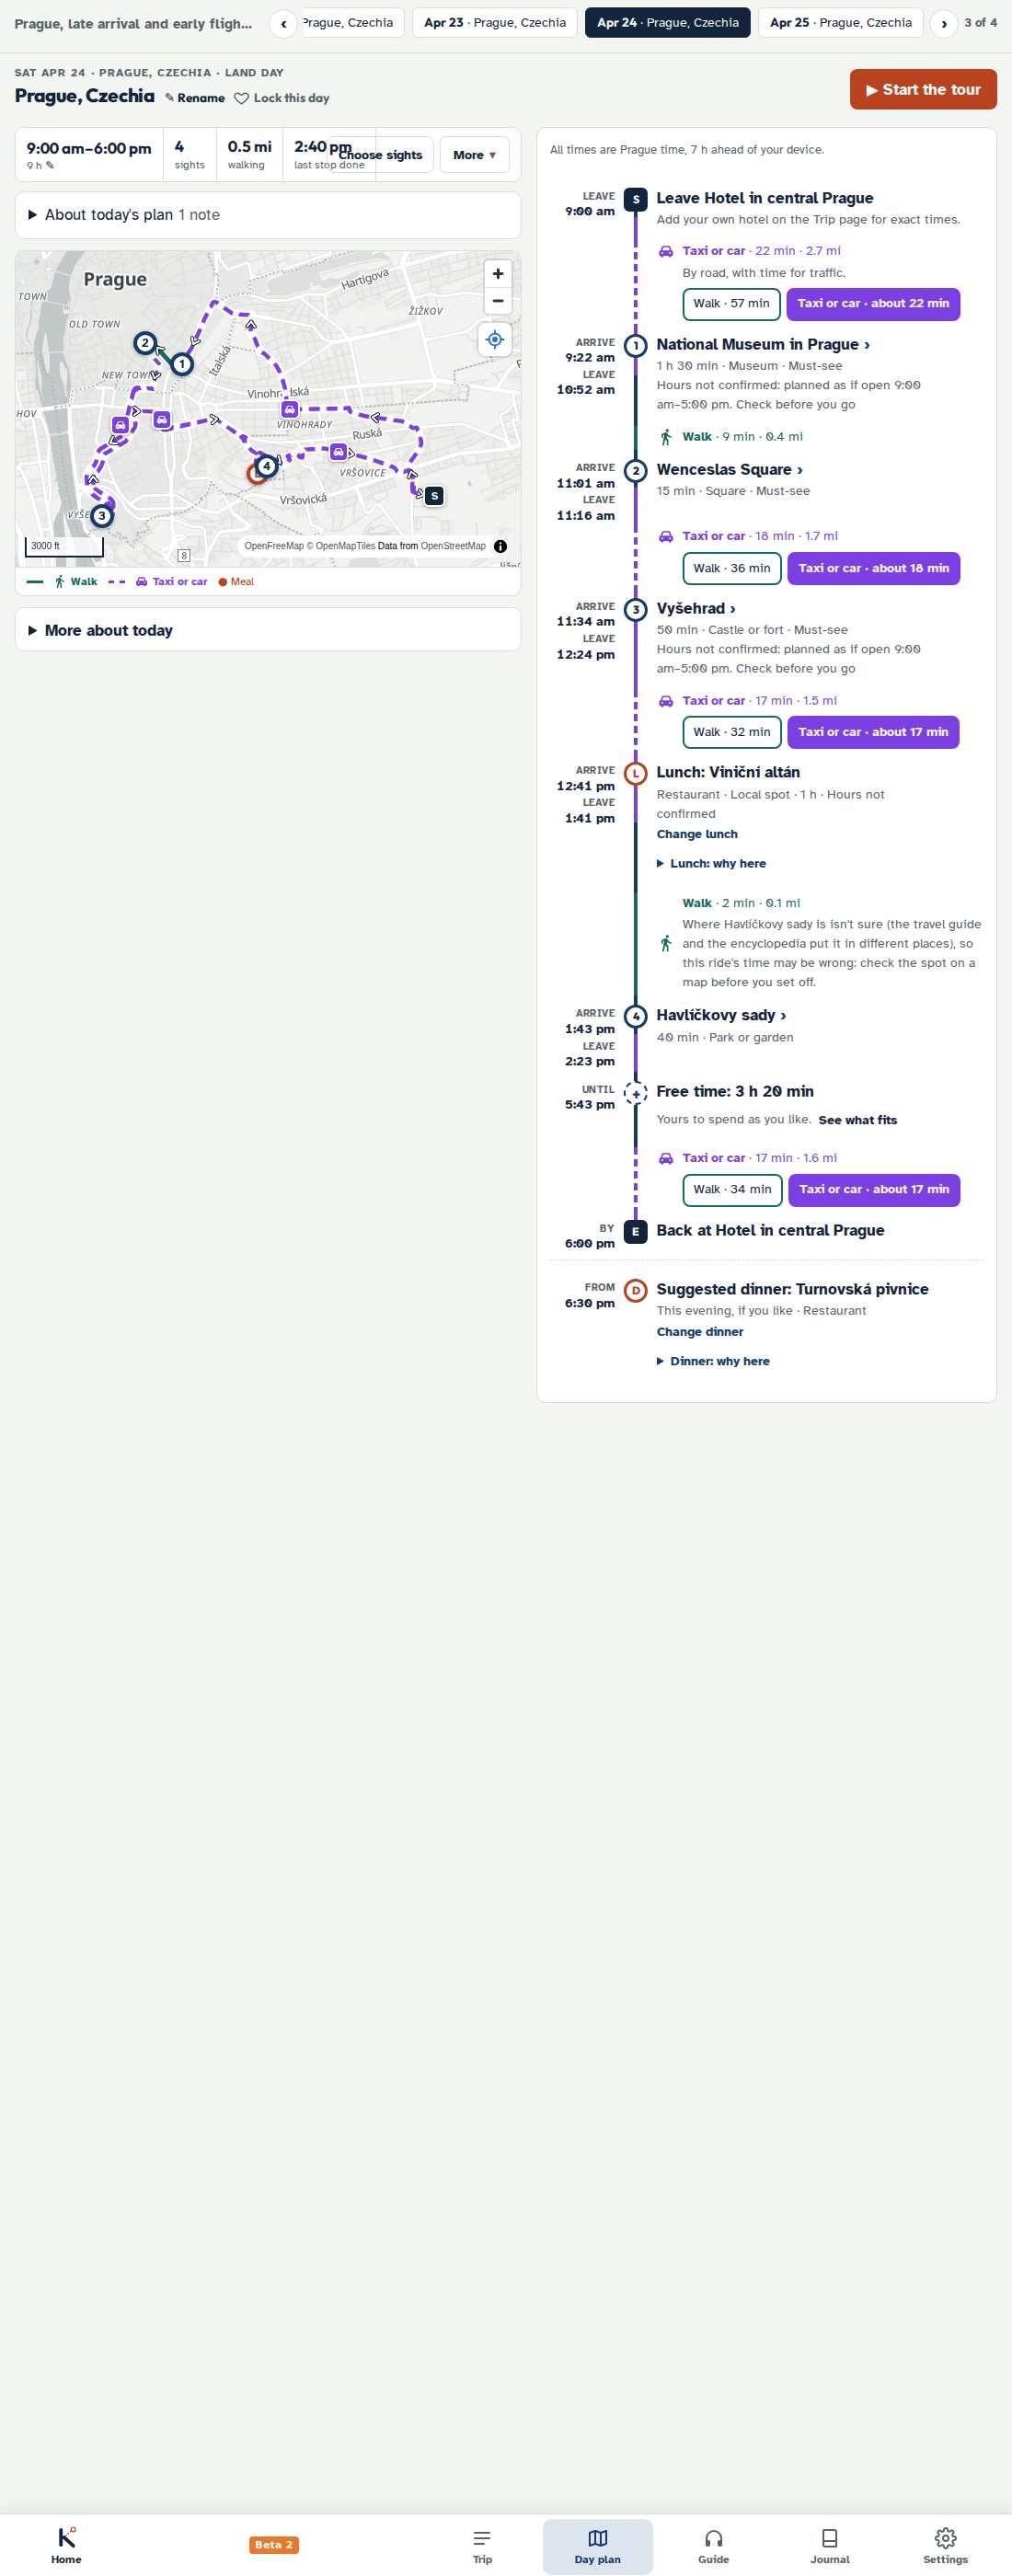 Prague, late arrival and early fligh...
‹
Prague, Czechia
Apr 23 · Prague, Czechia
Apr 24 · Prague, Czechia
Apr 25 · Prague, Czechia
›
3 of 4
SAT APR 24 · PRAGUE, CZECHIA · LAND DAY
Prague, Czechia
✎ Rename
Lock this day
▶ Start the tour
9:00 am–6:00 pm
9 h ✎
4
sights
0.5 mi
walking
2:40 pm
last stop done
Choose sights
More ▾
▶ About today's plan 1 note
Prague
Hartigova
TOWN
ŽIŽKOV
OLD TOWN
2
1
Italská
NEW TOWN
HOV
VINOHRADY
Ruská
4
VRŠOVICE
Vršovická
S
3
3000 ft
8
OpenFreeMap © OpenMapTiles Data from OpenStreetMap
+
−
Walk
Taxi or car
Meal
▶ More about today
All times are Prague time, 7 h ahead of your device.
LEAVE
9:00 am
S
Leave Hotel in central Prague
Add your own hotel on the Trip page for exact times.
Taxi or car · 22 min · 2.7 mi
By road, with time for traffic.
Walk · 57 min
Taxi or car · about 22 min
ARRIVE
9:22 am
LEAVE
10:52 am
1
National Museum in Prague ›
1 h 30 min · Museum · Must-see
Hours not confirmed: planned as if open 9:00
am–5:00 pm. Check before you go
Walk · 9 min · 0.4 mi
ARRIVE
11:01 am
LEAVE
11:16 am
2
Wenceslas Square ›
15 min · Square · Must-see
Taxi or car · 18 min · 1.7 mi
Walk · 36 min
Taxi or car · about 18 min
ARRIVE
11:34 am
LEAVE
12:24 pm
3
Vyšehrad ›
50 min · Castle or fort · Must-see
Hours not confirmed: planned as if open 9:00
am–5:00 pm. Check before you go
Taxi or car · 17 min · 1.5 mi
Walk · 32 min
Taxi or car · about 17 min
ARRIVE
12:41 pm
LEAVE
1:41 pm
L
Lunch: Viniční altán
Restaurant · Local spot · 1 h · Hours not
confirmed
Change lunch
▶ Lunch: why here
Walk · 2 min · 0.1 mi
Where Havlíčkovy sady is isn't sure (the travel guide
and the encyclopedia put it in different places), so
this ride's time may be wrong: check the spot on a
map before you set off.
ARRIVE
1:43 pm
LEAVE
2:23 pm
4
Havlíčkovy sady ›
40 min · Park or garden
UNTIL
5:43 pm
+
Free time: 3 h 20 min
Yours to spend as you like. See what fits
Taxi or car · 17 min · 1.6 mi
Walk · 34 min
Taxi or car · about 17 min
BY
6:00 pm
E
Back at Hotel in central Prague
FROM
6:30 pm
D
Suggested dinner: Turnovská pivnice
This evening, if you like · Restaurant
Change dinner
▶ Dinner: why here
Home
Beta 2
Trip
Day plan
Guide
Journal
Settings